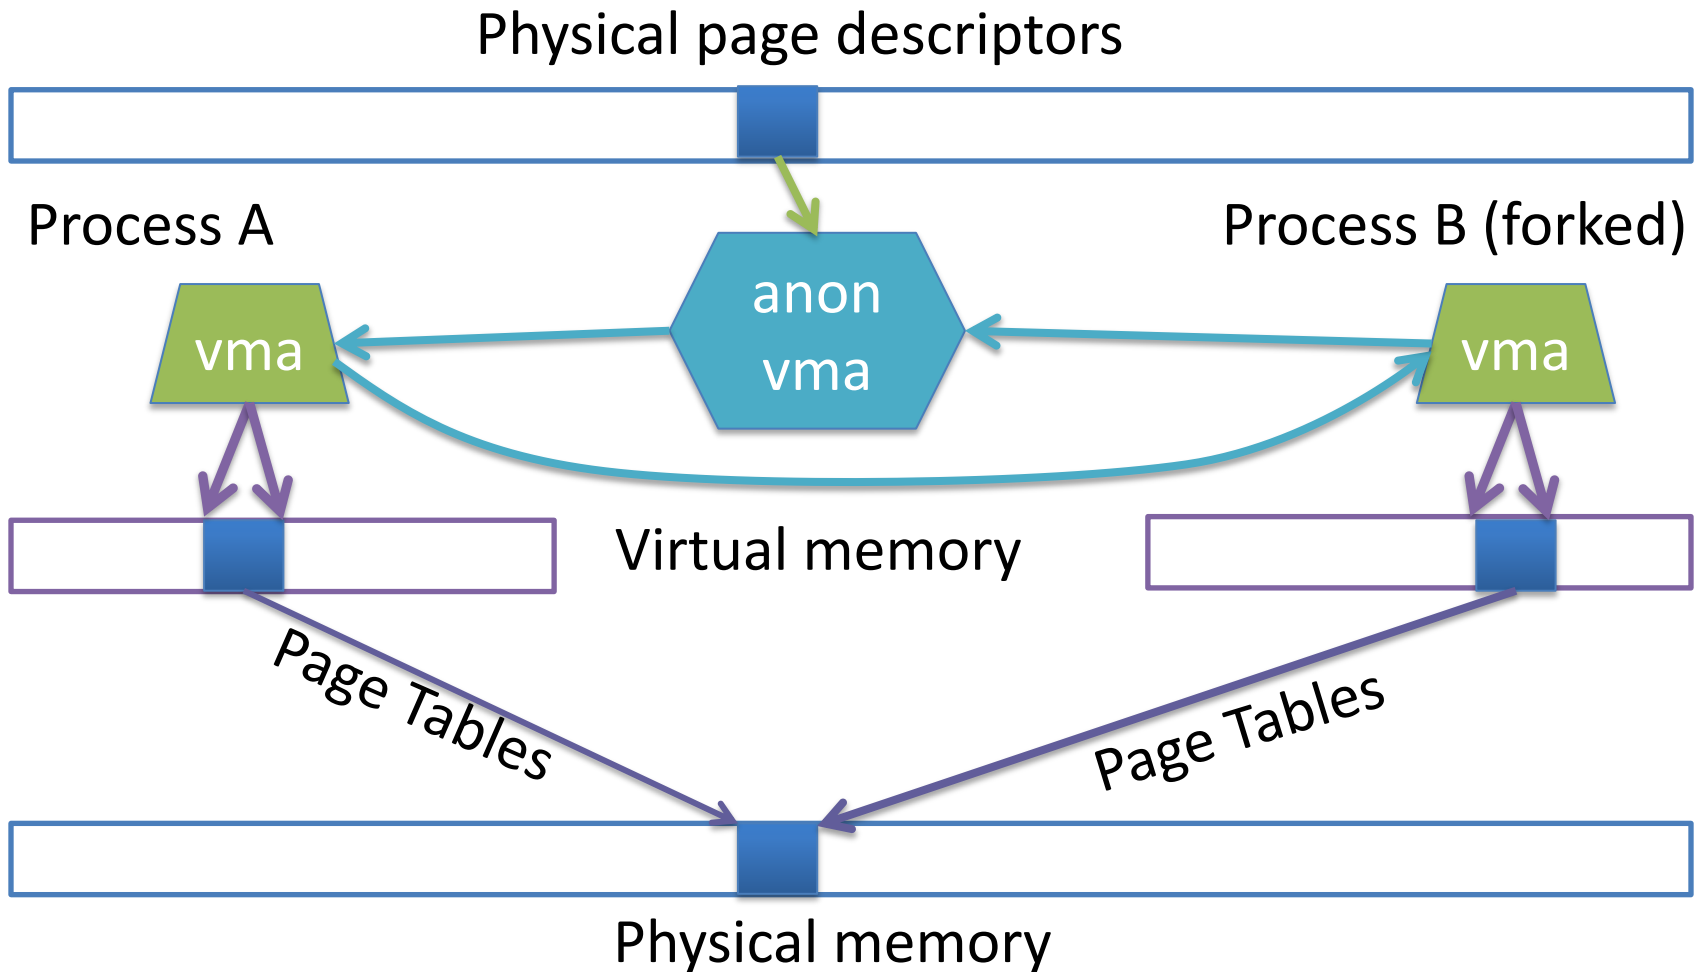 Physical page descriptors
Process A
Process B (forked)
anon
vma
vma
vma
Virtual memory
Page Tables
Page Tables
Physical memory